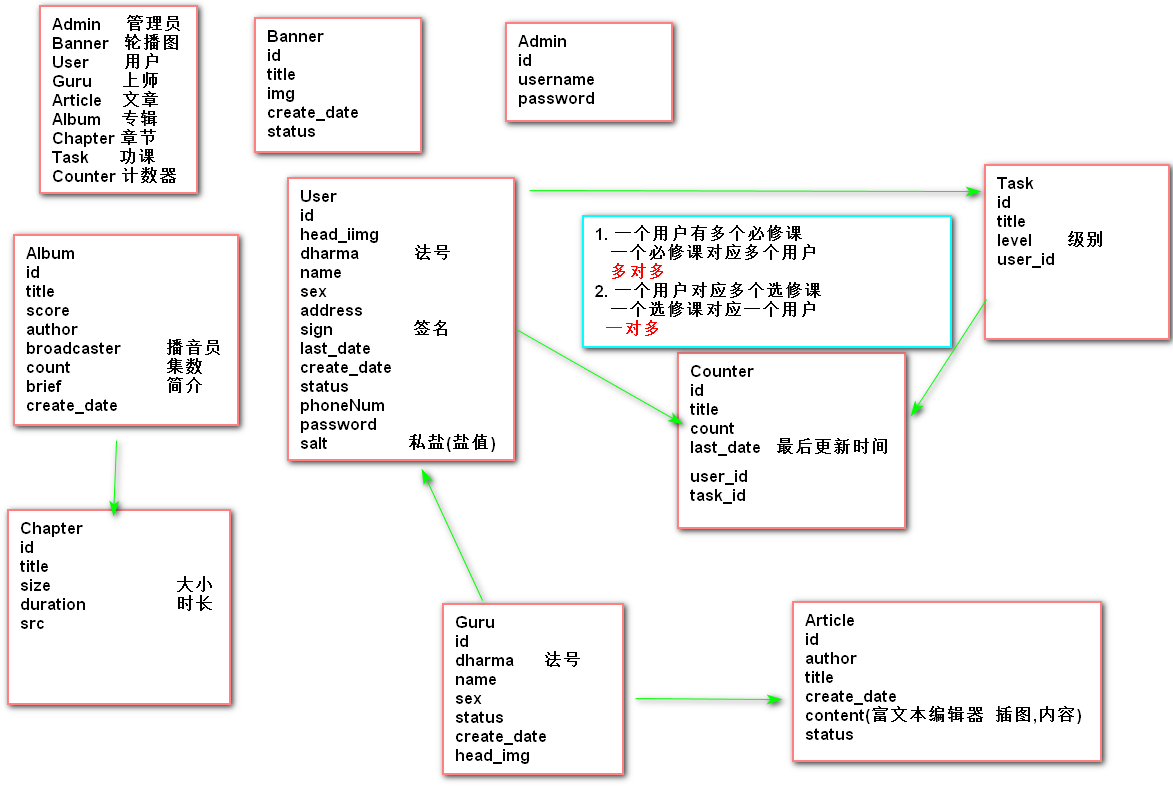 Admin 管理员
Banner 轮播图
User 用户
Guru 上师
Article 文章
Album 专辑
Chapter 章节
Task 功课
Counter 计数器
Banner
id
title
img
create_date
status
Admin
id
username
password
User
id
head_iimg
dharma 法号
name
sex
address
sign 签名
last_date
create_date
status
phoneNum
password
salt 私盐(盐值)
1. 一个用户有多个必修课
一个必修课对应多个用户
多对多
2. 一个用户对应多个选修课
一个选修课对应一个用户
一对多
Task
id
title
level 级别
user_id
Album
id
title
score
author
broadcaster 播音员
count 集数
brief 简介
create_date
Counter
id
title
count
last_date 最后更新时间
user_id
task_id
Chapter
id
title
size 大小
duration 时长
src
Guru
id
dharma 法号
name
sex
status
create_date
head_img
Article
id
author
title
create_date
content(富文本编辑器 插图,内容)
status